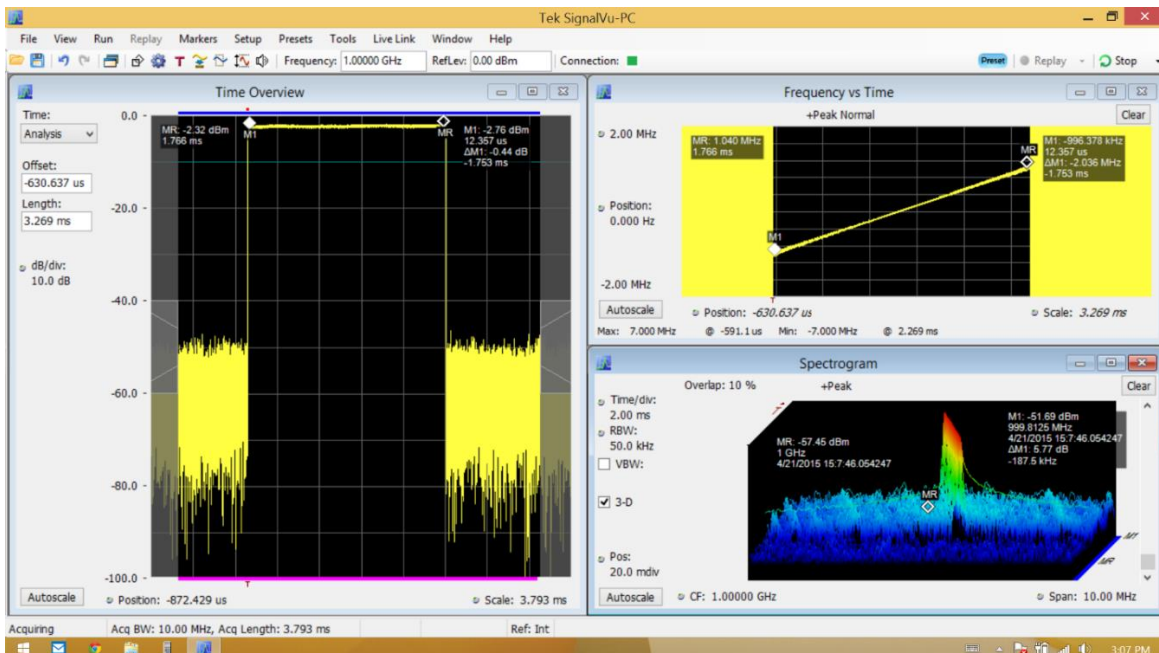 Tek SignalVu-PC
File View Run Replay Markers Setup Presets Tools Live Link Window Help
T Frequency: 1.00000 GHz RefLev: 0.00 dBm Connection: Preset Replay Stop
Time Overview
Time:
Analysis
Offset:
-630.637 us
Length:
3.269 ms
dB/div:
10.0 dB
Autoscale
0.0
-20.0
-40.0
-60.0
-80.0
-100.0
MR: -2.32 dBm
1.766 ms
M1
MR
M1: -2.76 dBm
12.357 us
ΔM1: -0.44 dB
-1.753 ms
T
Position: -872.429 us
Scale: 3.793 ms
Frequency vs Time
+Peak Normal
Clear
2.00 MHz
Position:
0.000 Hz
-2.00 MHz
Autoscale
MR: 1.040 MHz
1.766 ms
M1
MR
M1: -996.378 kHz
12.357 us
ΔM1: -2.036 MHz
-1.753 ms
T
Position: -630.637 us
Scale: 3.269 ms
Max: 7.000 MHz @ -591.1 us Min: -7.000 MHz @ 2.269 ms
Spectrogram
Overlap: 10 % +Peak
Clear
Time/div:
2.00 ms
RBW:
50.0 kHz
VBW:
3-D
Pos:
20.0 mdiv
Autoscale
MR: -57.45 dBm
1 GHz
4/21/2015 15:7:46.054247
MR
M1: -51.69 dBm
999.8125 MHz
4/21/2015 15:7:46.054247
ΔM1: 5.77 dB
-187.5 kHz
M1
MR
CF: 1.00000 GHz
Span: 10.00 MHz
Acquiring Acq BW: 10.00 MHz, Acq Length: 3.793 ms Ref: Int
3:07 PM